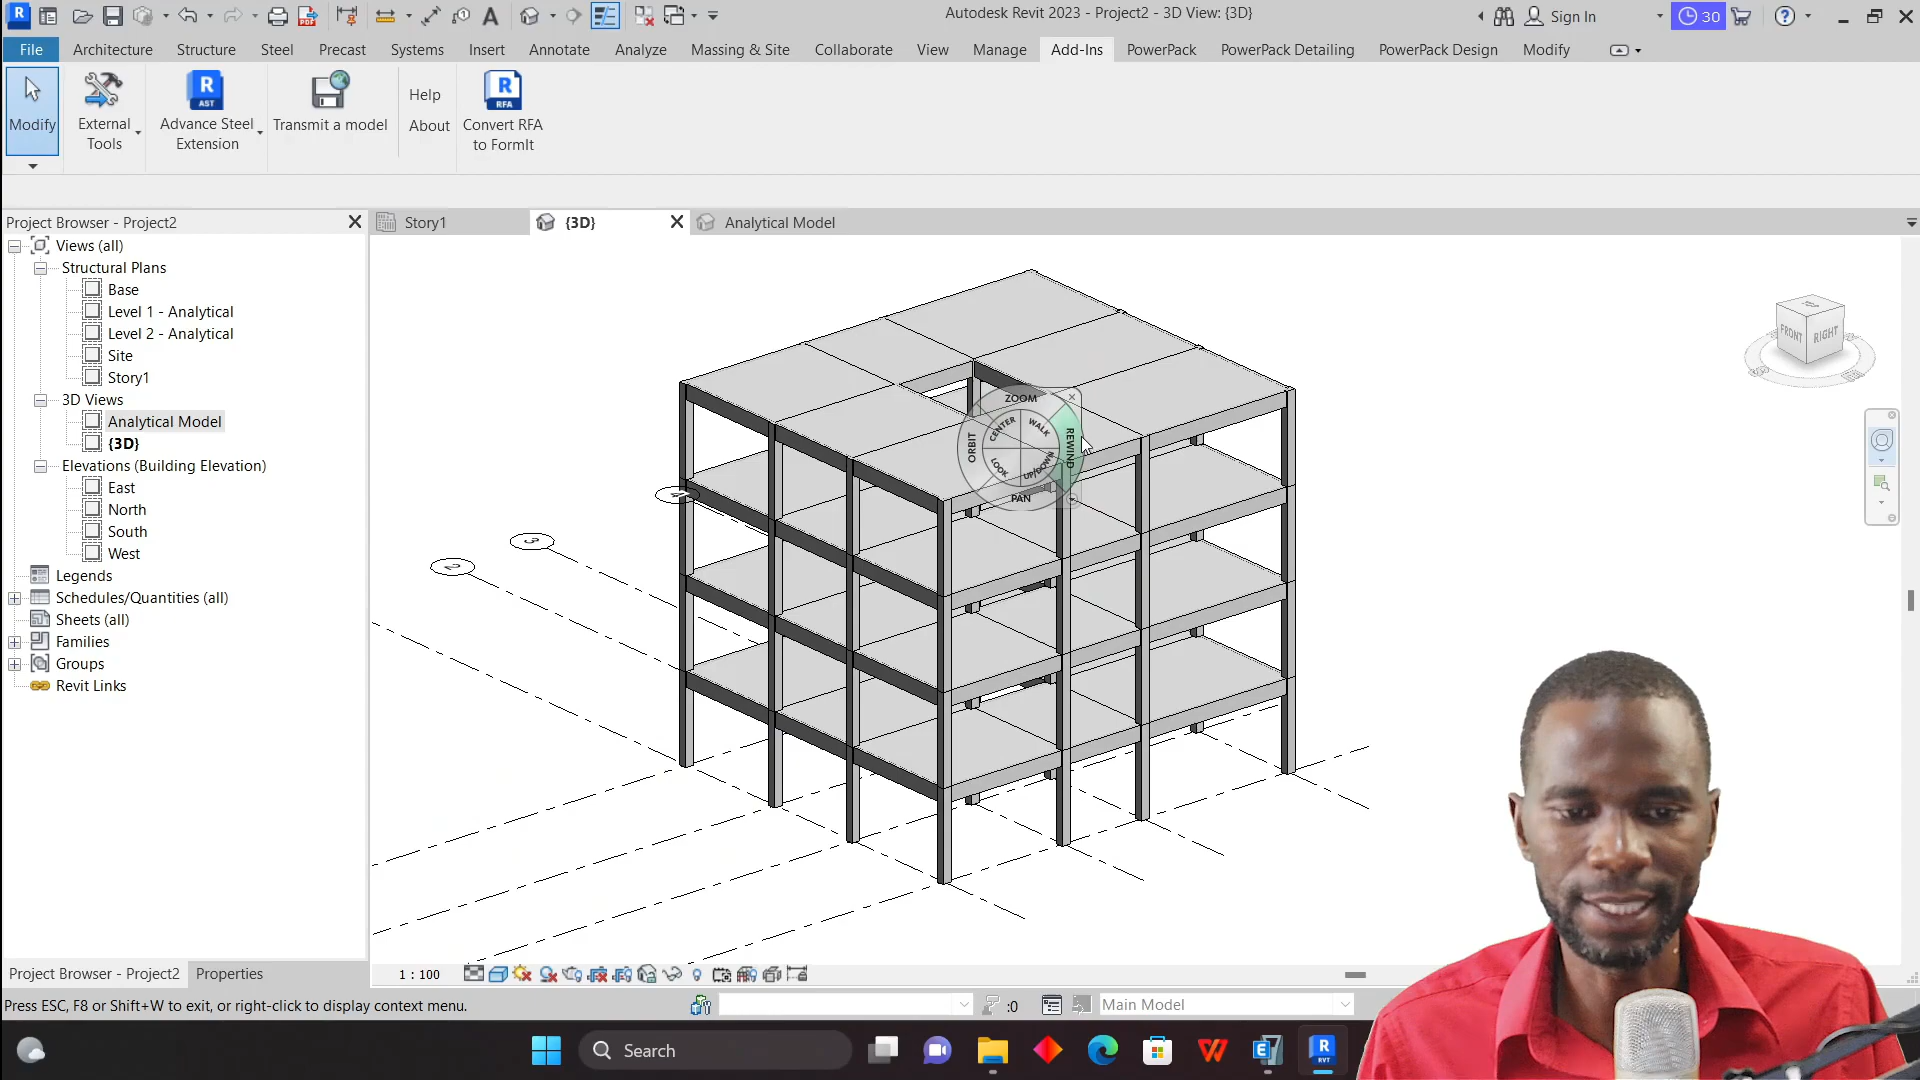 Autodesk Revit 2023 - Project2 - 3D View: {3D}
Sign In
30
File
Architecture
Structure
Steel
Precast
Systems
Insert
Annotate
Analyze
Massing & Site
Collaborate
View
Manage
Add-Ins
PowerPack
PowerPack Detailing
PowerPack Design
Modify
Modify
External
Tools
R
AST
Advance Steel
Extension
Transmit a model
Help
About
R
RFA
Convert RFA
to FormIt
Project Browser - Project2
Story1
{3D}
Analytical Model
Views (all)
Structural Plans
Base
Level 1 - Analytical
Level 2 - Analytical
Site
Story1
3D Views
Analytical Model
{3D}
Elevations (Building Elevation)
East
North
South
West
Legends
Schedules/Quantities (all)
Sheets (all)
Families
Groups
Revit Links
ZOOM
CENTER
WALK
ORBIT
REWIND
LOOK
UP/DOWN
PAN
FRONT
RIGHT
4
3
2
Project Browser - Project2
Properties
1 : 100
Press ESC, F8 or Shift+W to exit, or right-click to display context menu.
:0
Main Model
Search
R
RVT